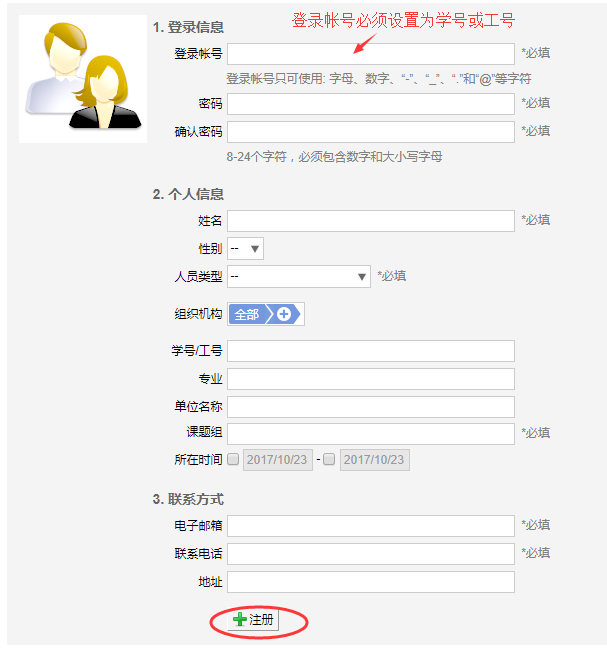 登录帐号必须设置为学号或工号
1. 登录信息
登录帐号 *必填
登录帐号只可使用: 字母、数字、“-”、“_”、“.”和“@”等字符
密码 *必填
确认密码 *必填
8-24个字符，必须包含数字和大小写字母
2. 个人信息
姓名 *必填
性别 --
人员类型 -- *必填
组织机构 全部
学号/工号
专业
单位名称
课题组 *必填
所在时间 2017/10/23 - 2017/10/23
3. 联系方式
电子邮箱 *必填
联系电话 *必填
地址
注册